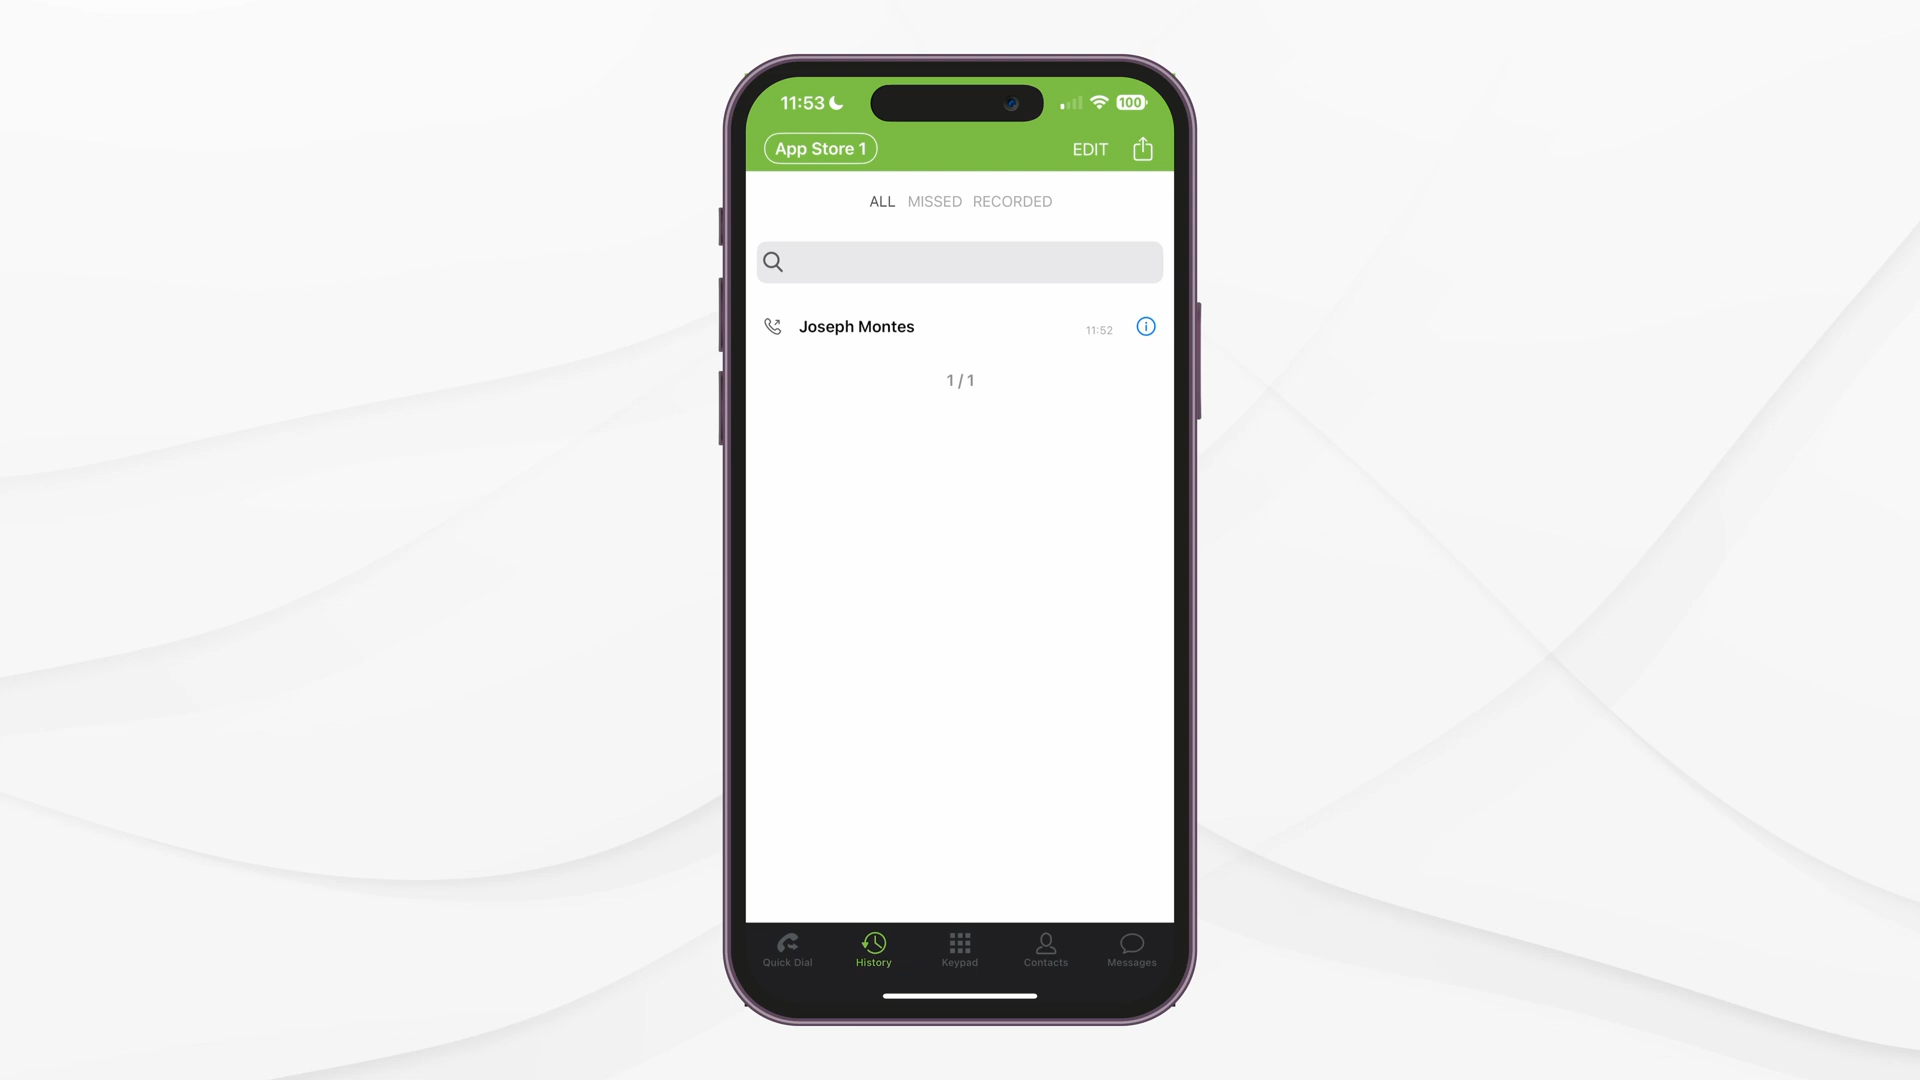 11:53
100
App Store 1
EDIT
ALL MISSED RECORDED
Joseph Montes
11:52
1 / 1
Quick Dial
History
Keypad
Contacts
Messages